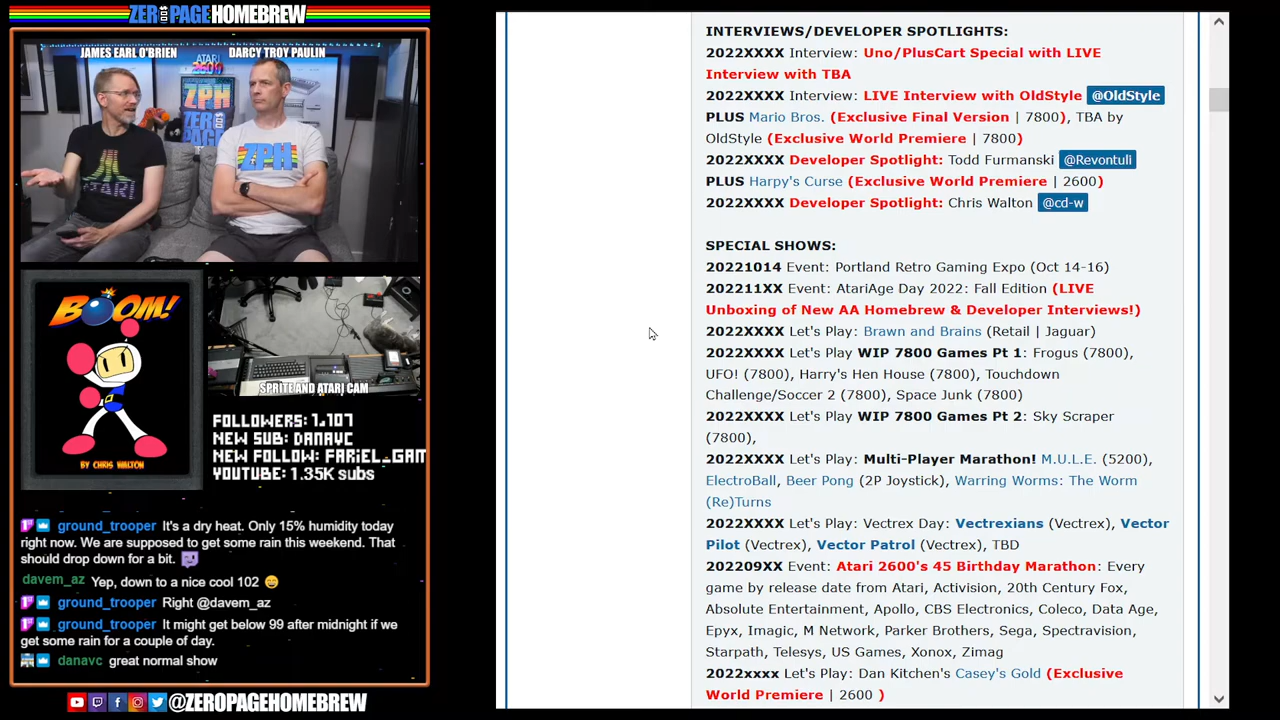 ZEROPAGE HOMEBREW
JAMES EARL O'BRIEN
DARCY TROY PAULIN
ATARI
ZPH
ZERO
PAGE
ATARI
ZPH
BOOM!
BY CHRIS WALTON
SPRITE AND ATARI CAM
FOLLOWERS: 1,107
NEW SUB: DANAVC
NEW FOLLOW: FARIEL_GAM
YOUTUBE: 1.35K subs
ground_trooper It's a dry heat. Only 15% humidity today
right now. We are supposed to get some rain this weekend. That
should drop down for a bit.
davem_az Yep, down to a nice cool 102
ground_trooper Right @davem_az
ground_trooper It might get below 99 after midnight if we
get some rain for a couple of day.
danavc great normal show
@ZEROPAGEHOMEBREW
INTERVIEWS/DEVELOPER SPOTLIGHTS:
2022XXXX Interview: Uno/PlusCart Special with LIVE
Interview with TBA
2022XXXX Interview: LIVE Interview with OldStyle @OldStyle
PLUS Mario Bros. (Exclusive Final Version | 7800), TBA by
OldStyle (Exclusive World Premiere | 7800)
2022XXXX Developer Spotlight: Todd Furmanski @Revontuli
PLUS Harpy's Curse (Exclusive World Premiere | 2600)
2022XXXX Developer Spotlight: Chris Walton @cd-w
SPECIAL SHOWS:
20221014 Event: Portland Retro Gaming Expo (Oct 14-16)
202211XX Event: AtariAge Day 2022: Fall Edition (LIVE
Unboxing of New AA Homebrew & Developer Interviews!)
2022XXXX Let's Play: Brawn and Brains (Retail | Jaguar)
2022XXXX Let's Play WIP 7800 Games Pt 1: Frogus (7800),
UFO! (7800), Harry's Hen House (7800), Touchdown
Challenge/Soccer 2 (7800), Space Junk (7800)
2022XXXX Let's Play WIP 7800 Games Pt 2: Sky Scraper
(7800),
2022XXXX Let's Play: Multi-Player Marathon! M.U.L.E. (5200),
ElectroBall, Beer Pong (2P Joystick), Warring Worms: The Worm
(Re)Turns
2022XXXX Let's Play: Vectrex Day: Vectrexians (Vectrex), Vector
Pilot (Vectrex), Vector Patrol (Vectrex), TBD
202209XX Event: Atari 2600's 45 Birthday Marathon: Every
game by release date from Atari, Activision, 20th Century Fox,
Absolute Entertainment, Apollo, CBS Electronics, Coleco, Data Age,
Epyx, Imagic, M Network, Parker Brothers, Sega, Spectravision,
Starpath, Telesys, US Games, Xonox, Zimag
2022xxxx Let's Play: Dan Kitchen's Casey's Gold (Exclusive
World Premiere | 2600 )